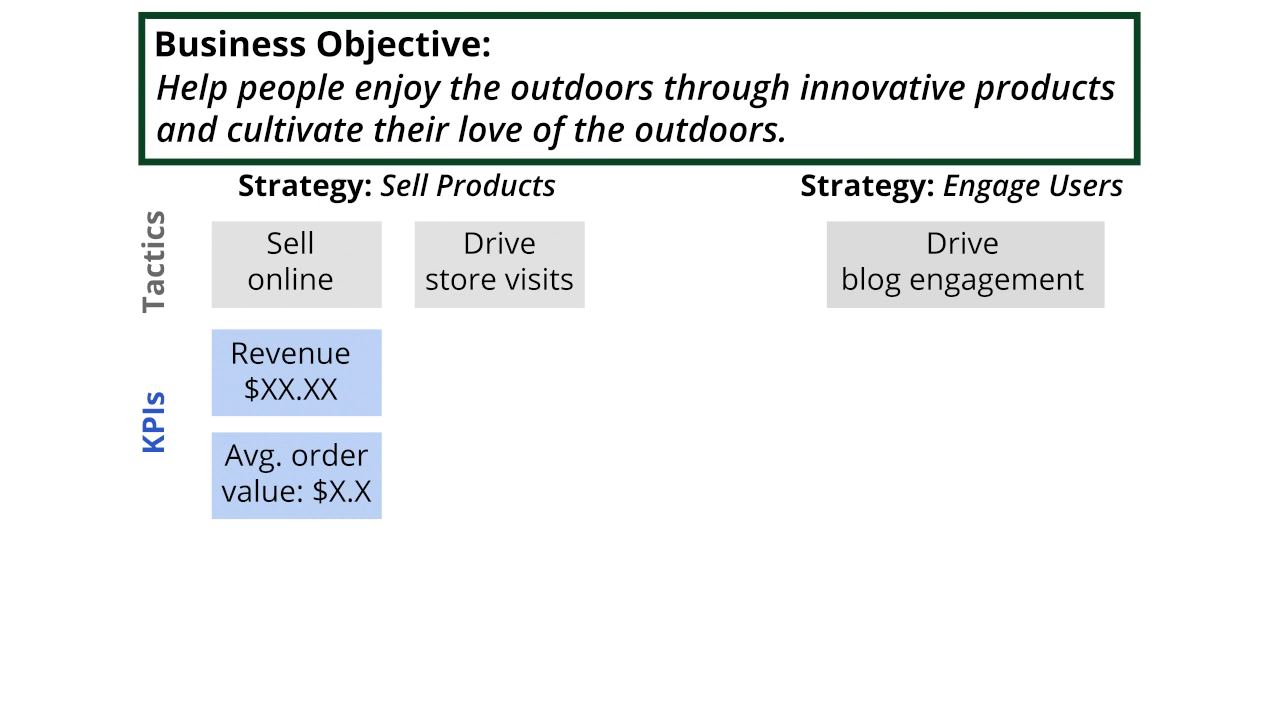 Business Objective:
Help people enjoy the outdoors through innovative products
and cultivate their love of the outdoors.
Strategy: Sell Products
Strategy: Engage Users
Tactics
Sell
online
Drive
store visits
Drive
blog engagement
KPIs
Revenue
$XX.XX
Avg. order
value: $X.X